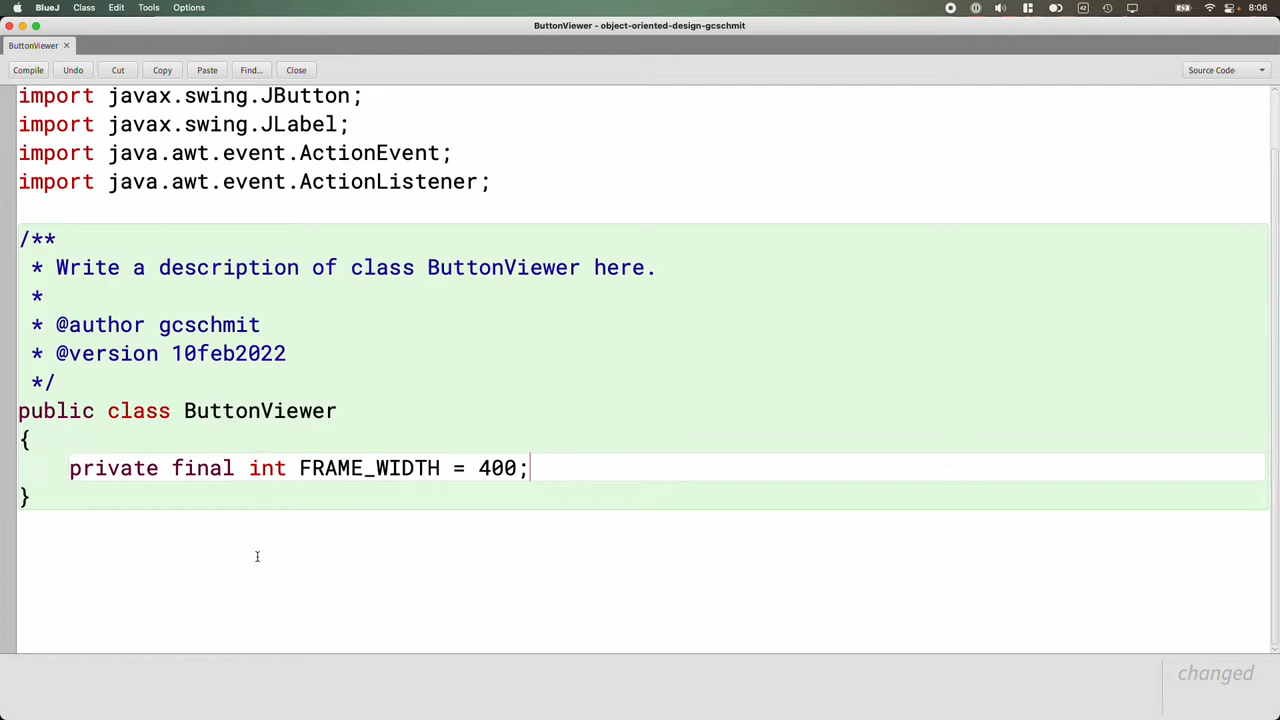 BlueJ Class Edit Tools Options 8:06
ButtonViewer - object-oriented-design-gcschmit
ButtonViewer
Compile Undo Cut Copy Paste Find... Close Source Code
import javax.swing.JButton;
import javax.swing.JLabel;
import java.awt.event.ActionEvent;
import java.awt.event.ActionListener;
/**
* Write a description of class ButtonViewer here.
*
* @author gcschmit
* @version 10feb2022
*/
public class ButtonViewer
{
private final int FRAME_WIDTH = 400;
}
changed